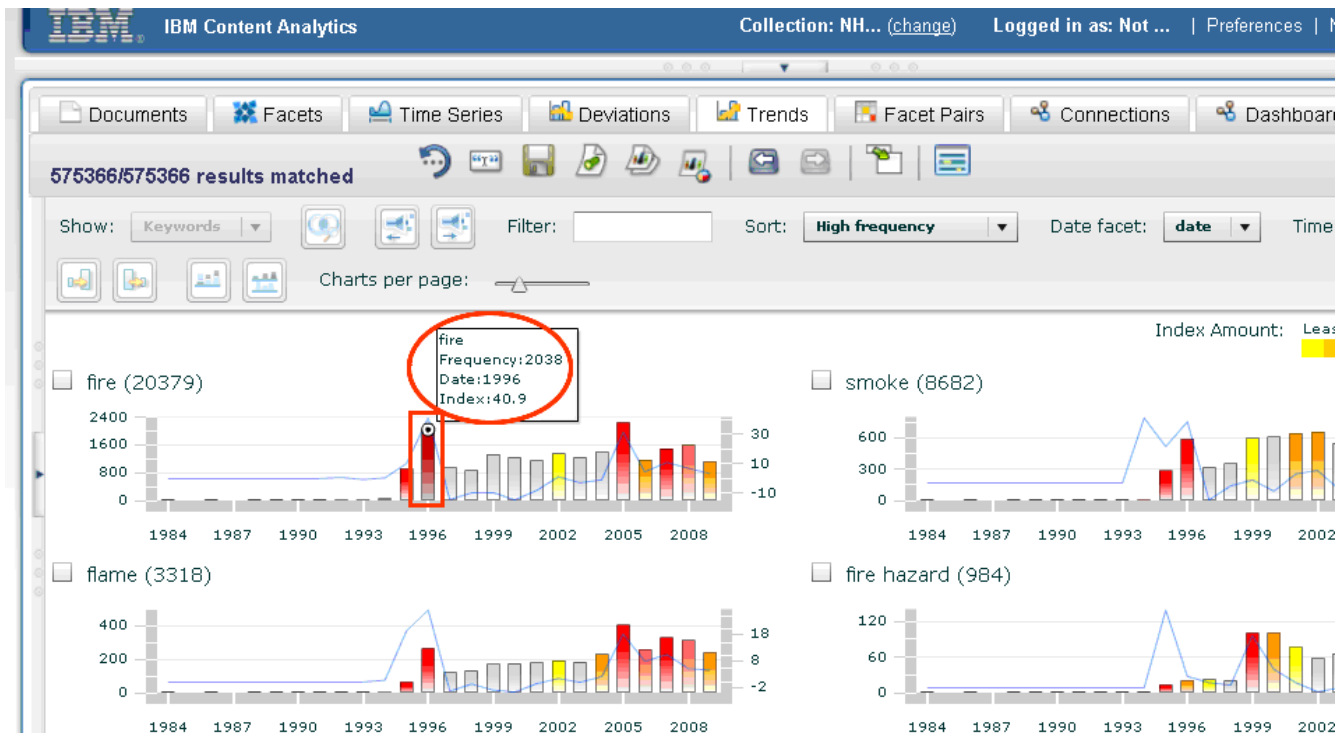 IBM IBM Content Analytics Collection: NH... (change) Logged in as: Not ... | Preferences |
Documents Facets Time Series Deviations Trends Facet Pairs Connections Dashboar
575366/575366 results matched
Show: Keywords Filter: Sort: High frequency Date facet: date Time
Charts per page:
Index Amount: Leas
fire
Frequency:2038
Date:1996
Index:40.9
fire (20379)
2400
1600
800
0
30
10
-10
1984 1987 1990 1993 1996 1999 2002 2005 2008
smoke (8682)
600
300
0
1984 1987 1990 1993 1996 1999 2002
flame (3318)
400
200
0
18
8
-2
1984 1987 1990 1993 1996 1999 2002 2005 2008
fire hazard (984)
120
60
0
1984 1987 1990 1993 1996 1999 2002